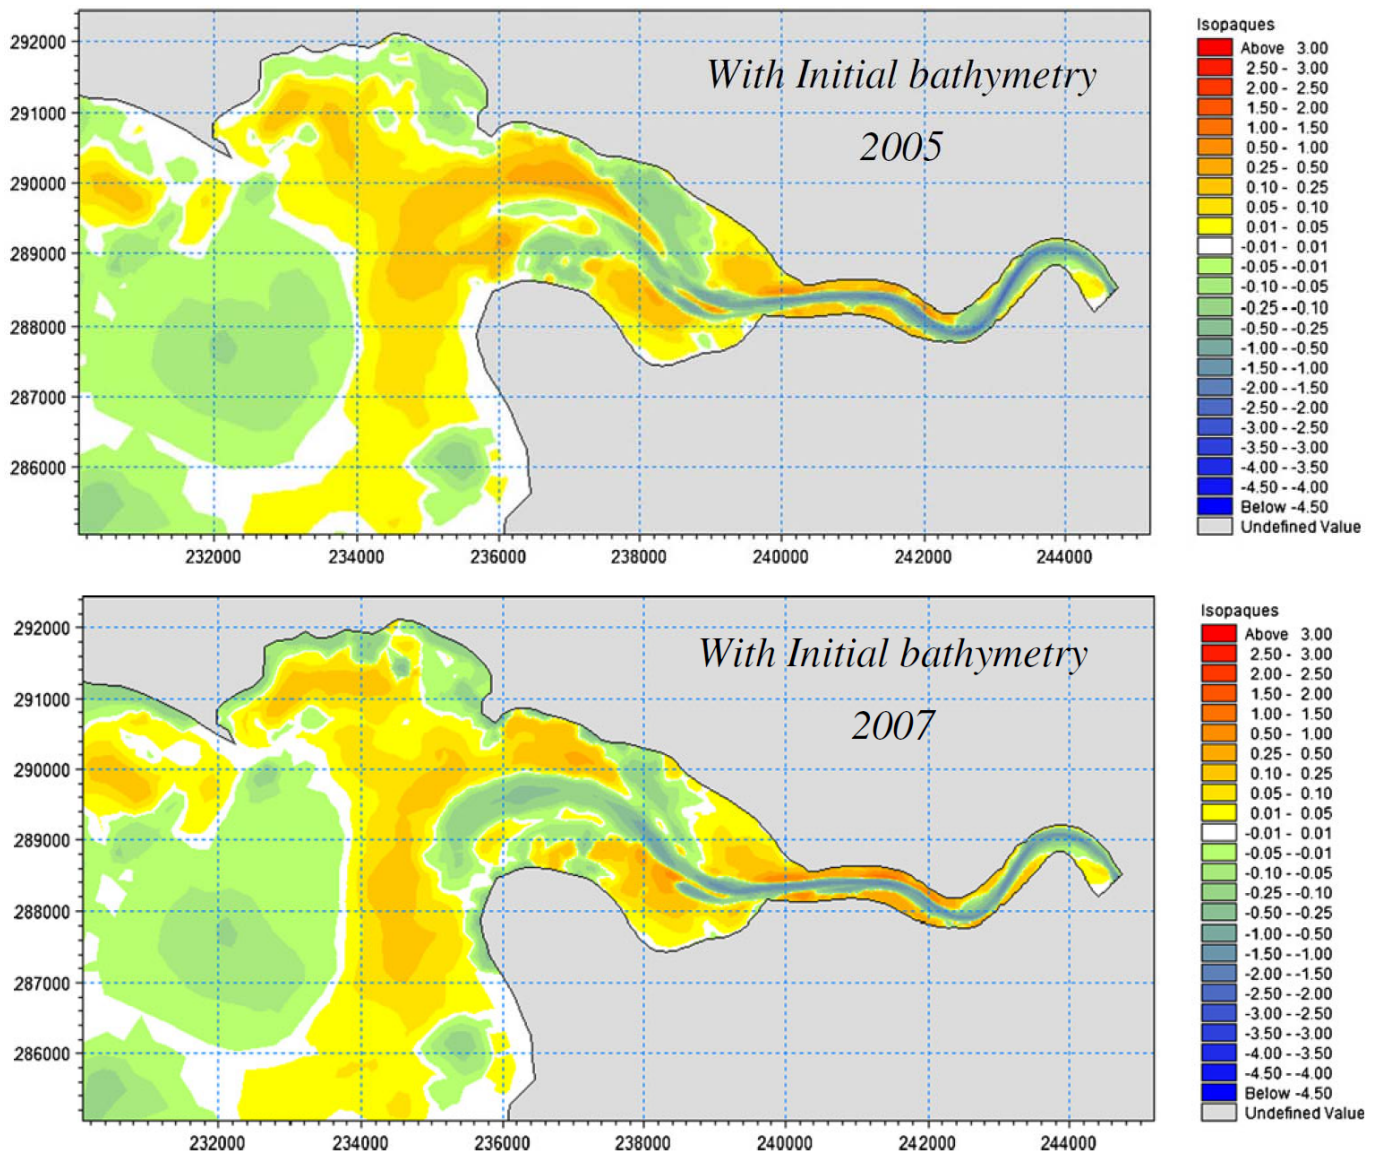 With Initial bathymetry
2005
292000
291000
290000
289000
288000
287000
286000
232000 234000 236000 238000 240000 242000 244000
Isopaques
Above 3.00
2.50 - 3.00
2.00 - 2.50
1.50 - 2.00
1.00 - 1.50
0.50 - 1.00
0.25 - 0.50
0.10 - 0.25
0.05 - 0.10
0.01 - 0.05
-0.01 - 0.01
-0.05 - -0.01
-0.10 - -0.05
-0.25 - -0.10
-0.50 - -0.25
-1.00 - -0.50
-1.50 - -1.00
-2.00 - -1.50
-2.50 - -2.00
-3.00 - -2.50
-3.50 - -3.00
-4.00 - -3.50
-4.50 - -4.00
Below -4.50
Undefined Value
With Initial bathymetry
2007
292000
291000
290000
289000
288000
287000
286000
232000 234000 236000 238000 240000 242000 244000
Isopaques
Above 3.00
2.50 - 3.00
2.00 - 2.50
1.50 - 2.00
1.00 - 1.50
0.50 - 1.00
0.25 - 0.50
0.10 - 0.25
0.05 - 0.10
0.01 - 0.05
-0.01 - 0.01
-0.05 - -0.01
-0.10 - -0.05
-0.25 - -0.10
-0.50 - -0.25
-1.00 - -0.50
-1.50 - -1.00
-2.00 - -1.50
-2.50 - -2.00
-3.00 - -2.50
-3.50 - -3.00
-4.00 - -3.50
-4.50 - -4.00
Below -4.50
Undefined Value